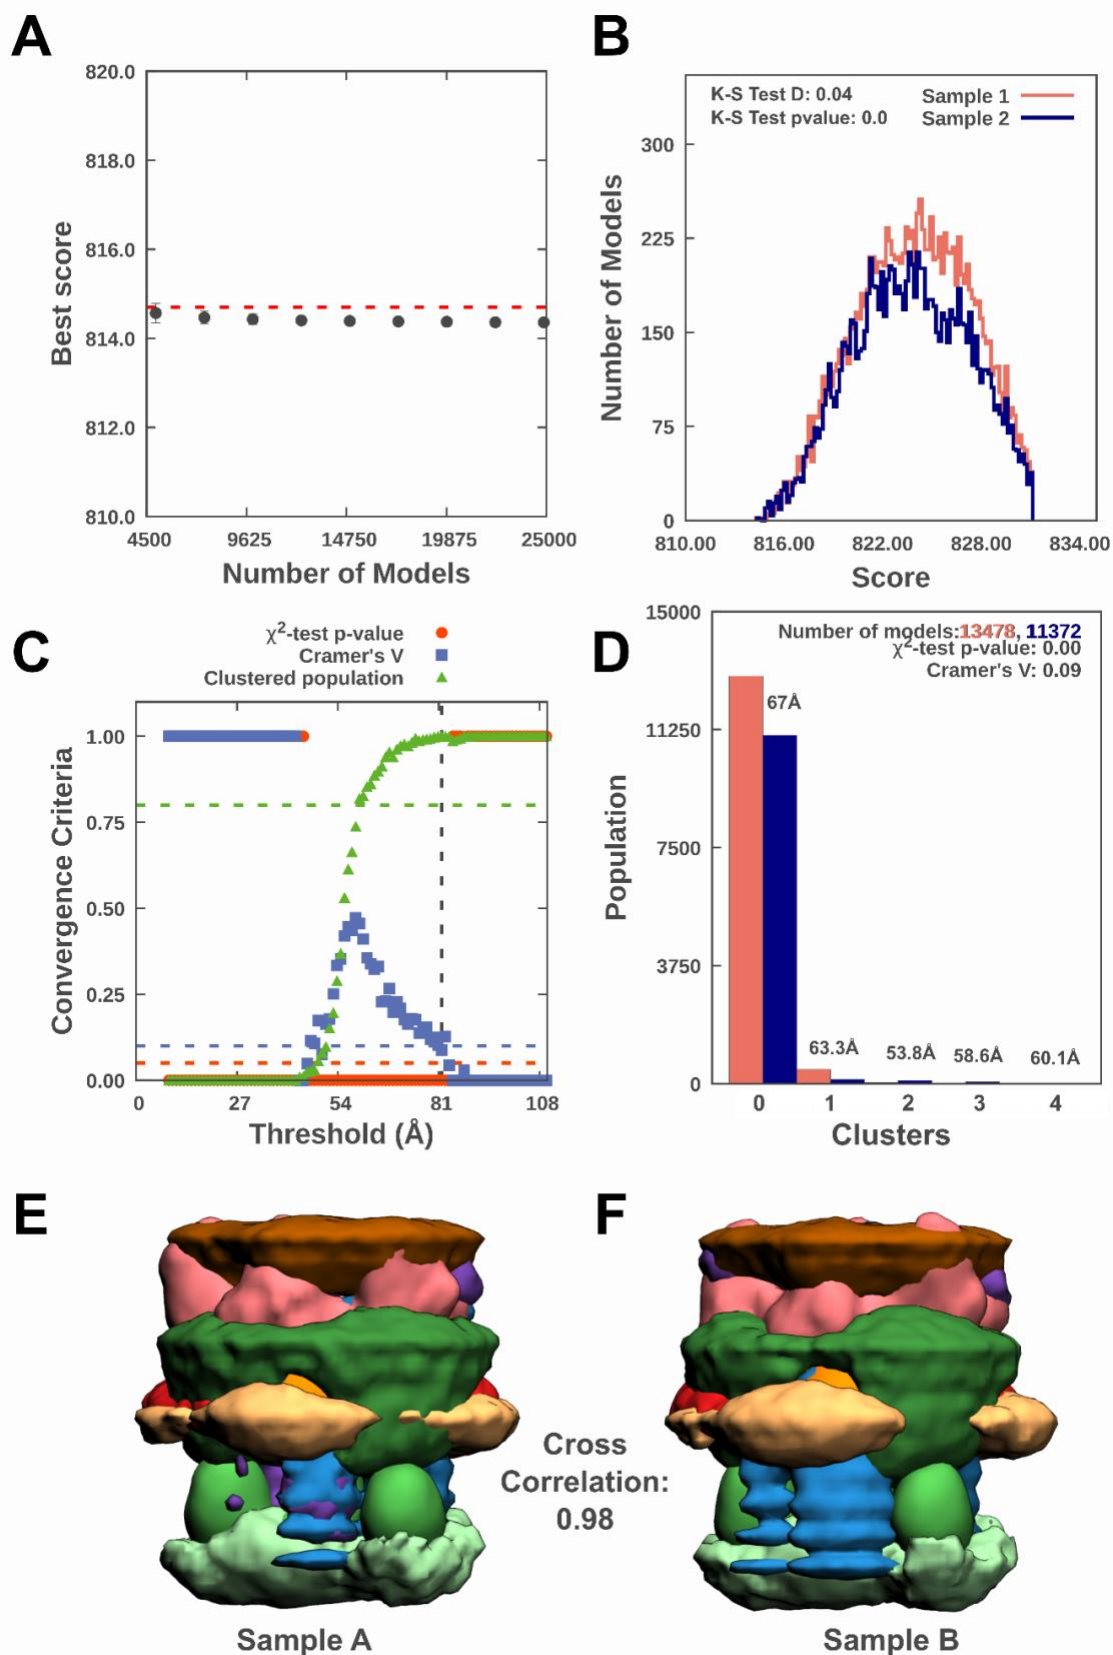 A
820.0
818.0
816.0
814.0
812.0
810.0
Best score
4500 9625 14750 19875 25000
Number of Models
B
K-S Test D: 0.04
K-S Test pvalue: 0.0
Sample 1
Sample 2
300
225
150
75
0
Number of Models
810.00 816.00 822.00 828.00 834.00
Score
C
χ²-test p-value
Cramer's V
Clustered population
1.00
0.75
0.50
0.25
0.00
Convergence Criteria
0 27 54 81 108
Threshold (Å)
D
Number of models:13478, 11372
χ²-test p-value: 0.00
Cramer's V: 0.09
15000
11250
7500
3750
0
Population
67Å
63.3Å 53.8Å 58.6Å 60.1Å
0 1 2 3 4
Clusters
E
F
Cross
Correlation:
0.98
Sample A
Sample B